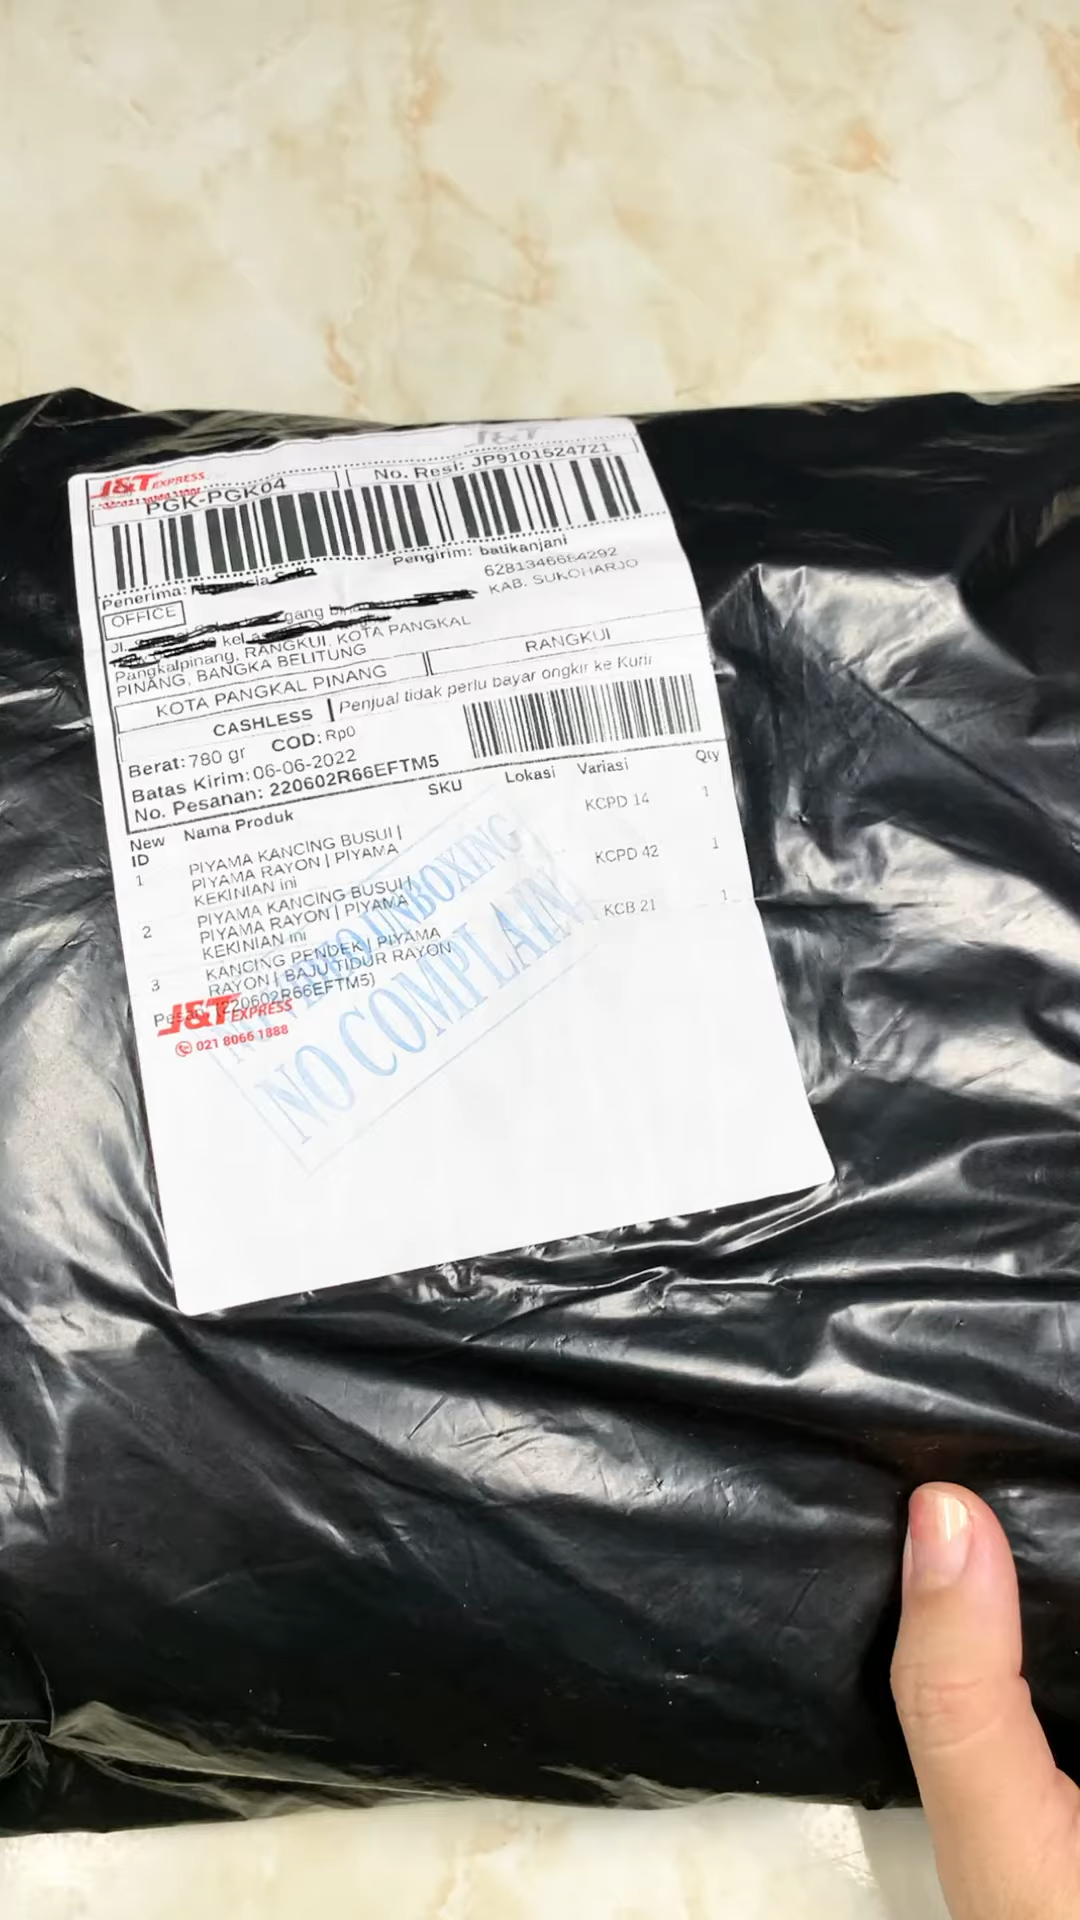 J&T
J&T EXPRESS
PGK-PGK04
No. Resi: JP9101524721
Penerima:
Pengirim: batikanjani
6281346684292
KAB. SUKOHARJO
OFFICE
Jl. gang
kel.
Pangkalpinang, RANGKUI, KOTA PANGKAL
PINANG, BANGKA BELITUNG
KOTA PANGKAL PINANG
RANGKUI
CASHLESS
Penjual tidak perlu bayar ongkir ke Kurir
Berat: 780 gr COD: Rp0
Batas Kirim: 06-06-2022
No. Pesanan: 220602R66EFTM5
New ID Nama Produk SKU Lokasi Variasi Qty
1 PIYAMA KANCING BUSUI | KCPD 14 1
PIYAMA RAYON | PIYAMA
KEKINIAN ini
2 PIYAMA KANCING BUSUI | KCPD 42 1
PIYAMA RAYON | PIYAMA
KEKINIAN ini
3 KANCING PENDEK | PIYAMA KCB 21 1
RAYON | BAJU TIDUR RAYON
220602R66EFTM5)
J&T EXPRESS
021 8066 1888
UNBOXING
NO COMPLAIN